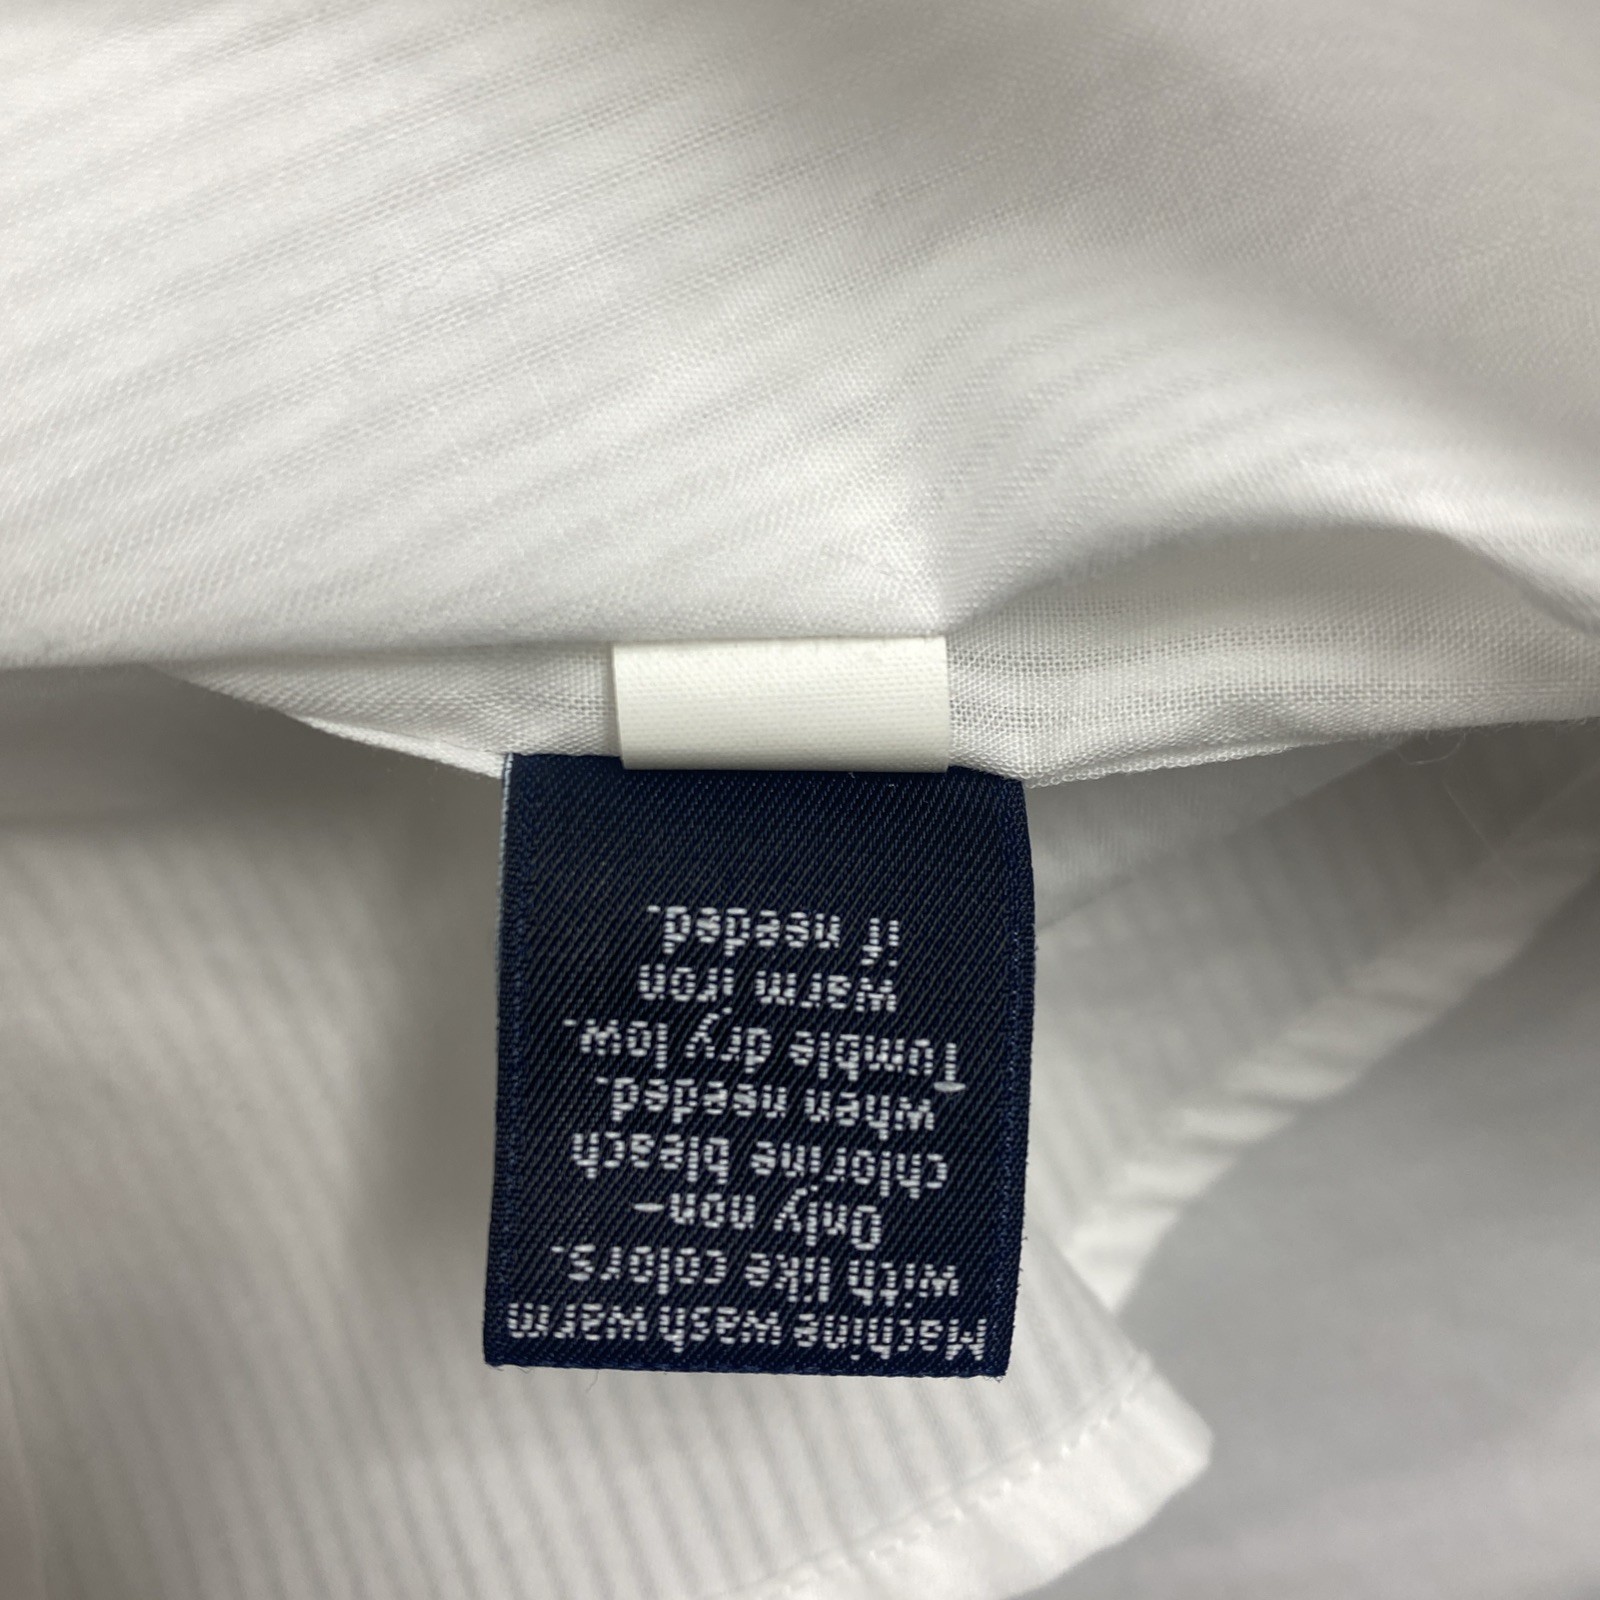 Machine wash warm
with like colors.
Only non-
chlorine bleach
when needed.
Tumble dry low.
warm iron
if needed.